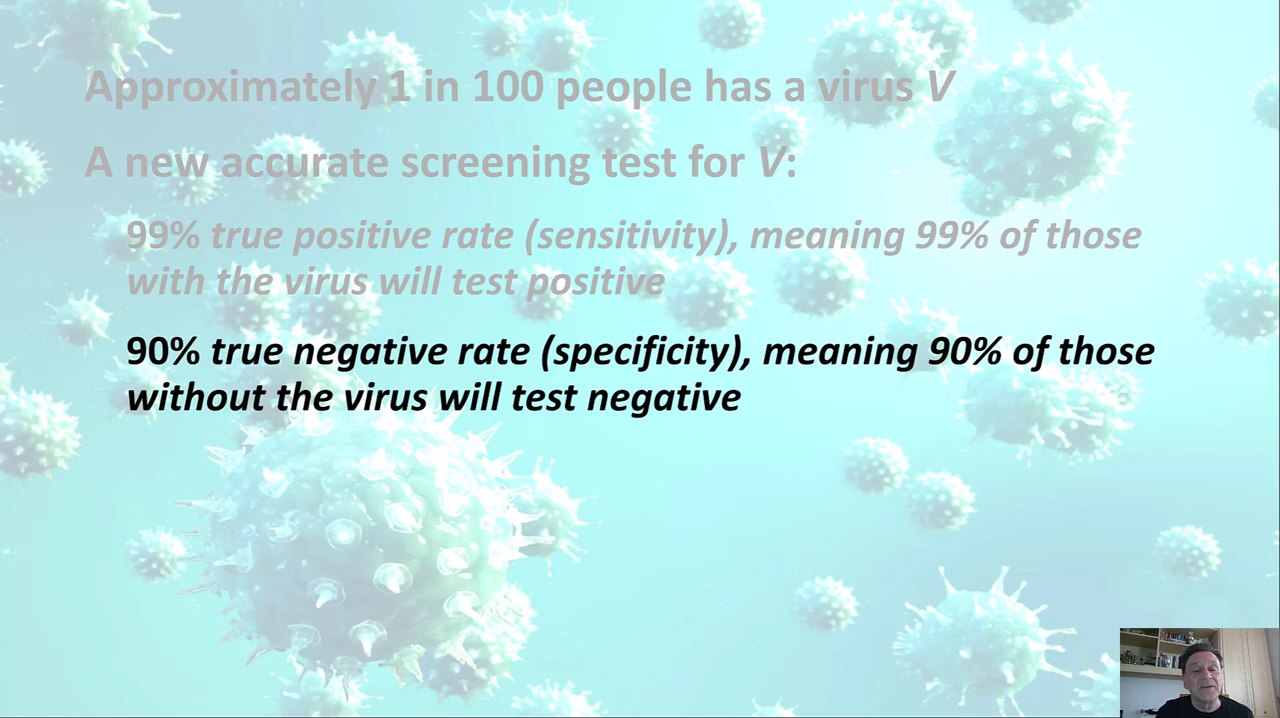 Approximately 1 in 100 people has a virus V
A new accurate screening test for V:
99% true positive rate (sensitivity), meaning 99% of those
with the virus will test positive
90% true negative rate (specificity), meaning 90% of those
without the virus will test negative